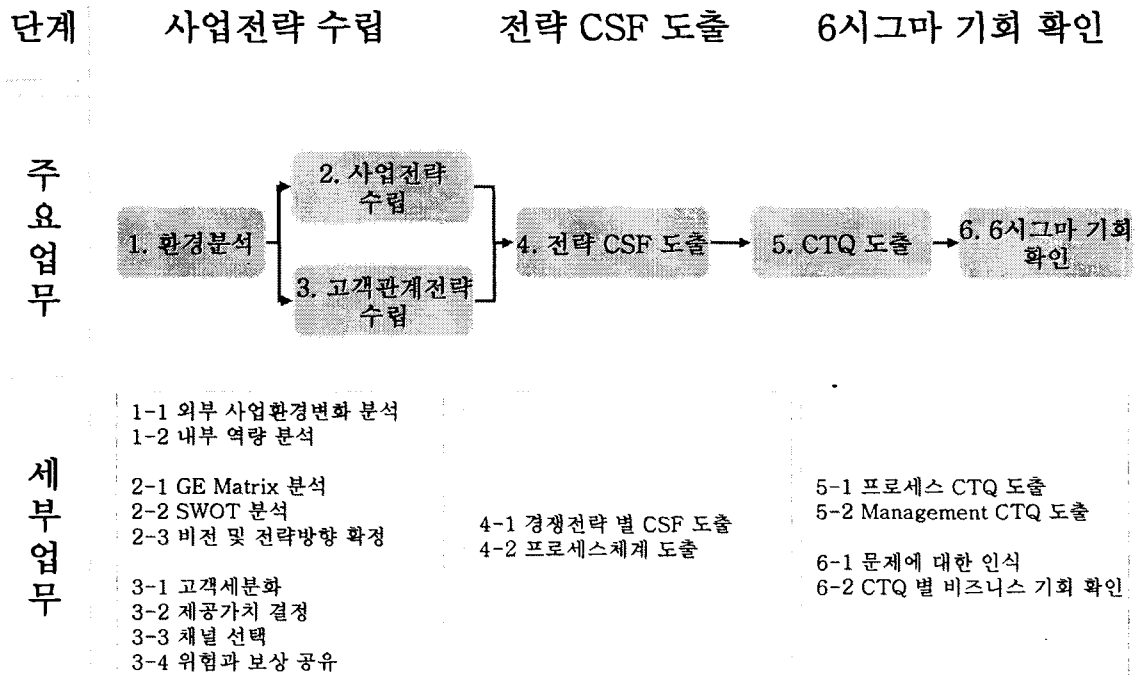 단계 사업전략 수립 전략 CSF 도출 6시그마 기회 확인
주요업무
1. 환경분석
2. 사업전략
수립
3. 고객관계전략
수립
4. 전략 CSF 도출
5. CTQ 도출
6. 6시그마 기회
확인
세부업무
1-1 외부 사업환경변화 분석
1-2 내부 역량 분석
2-1 GE Matrix 분석
2-2 SWOT 분석
2-3 비전 및 전략방향 확정
3-1 고객세분화
3-2 제공가치 결정
3-3 채널 선택
3-4 위험과 보상 공유
4-1 경쟁전략 별 CSF 도출
4-2 프로세스체계 도출
5-1 프로세스 CTQ 도출
5-2 Management CTQ 도출
6-1 문제에 대한 인식
6-2 CTQ 별 비즈니스 기회 확인